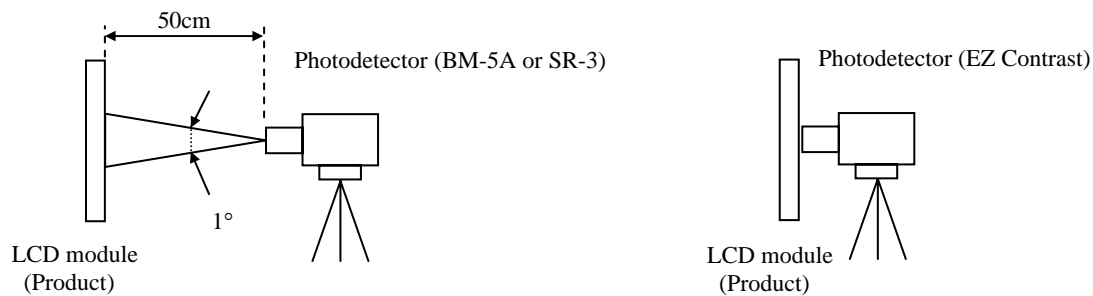 50cm
Photodetector (BM-5A or SR-3)
1°
LCD module
(Product)
Photodetector (EZ Contrast)
LCD module
(Product)